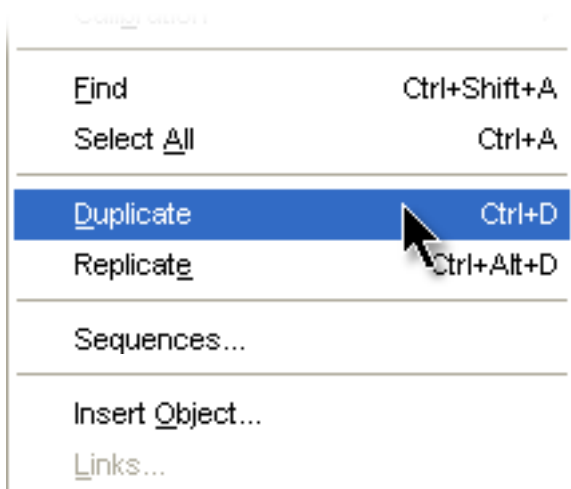 Find Ctrl+Shift+A
Select All Ctrl+A
Duplicate Ctrl+D
Replicate Ctrl+Alt+D
Sequences...
Insert Object...
Links...